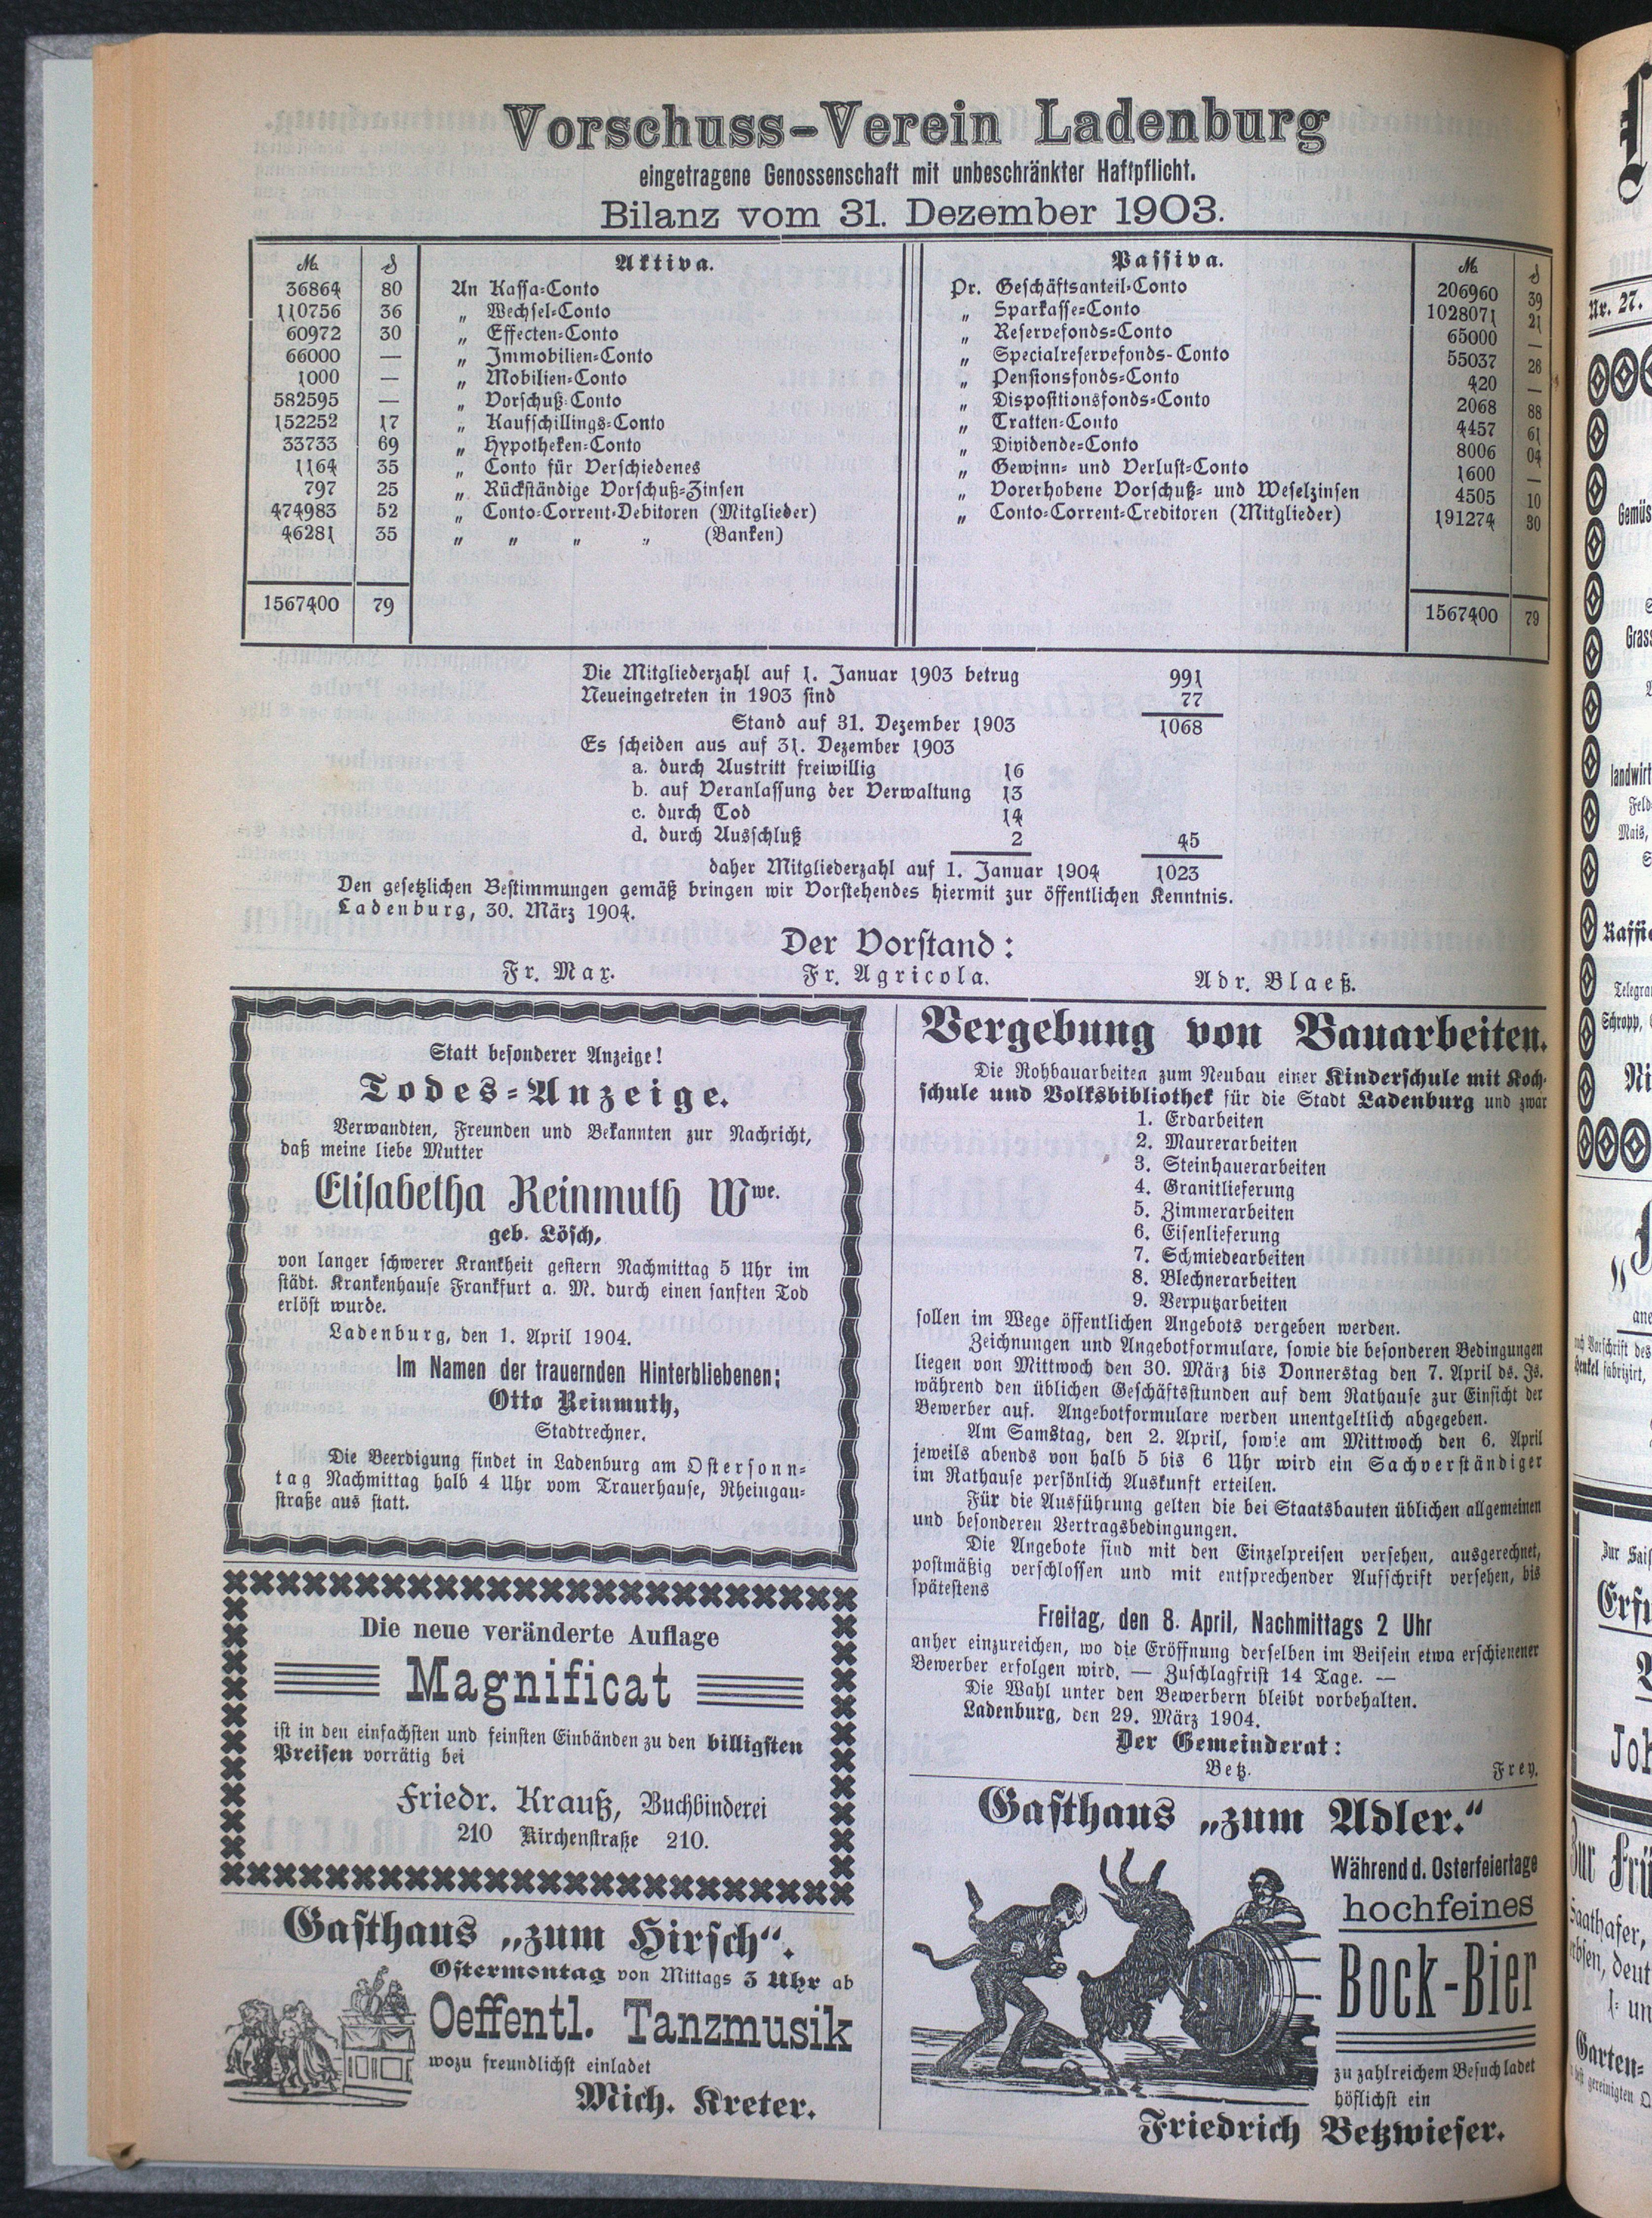 Vorschuss-Verein Ladenburg
eingetragene Genossenschaft mit unbeschränkter Haftpflicht.
Bilanz vom 31. Dezember 1903.
M. ₰ Aktiva.
36864 80 An Kassa-Conto
110756 36 „ Wechsel-Conto
60972 30 „ Effecten-Conto
66000 — „ Immobilien-Conto
1000 — „ Mobilien-Conto
582595 — „ Vorschuß-Conto
152252 17 „ Kaufschillings-Conto
33733 69 „ Hypotheken-Conto
1164 35 „ Conto für Verschiedenes
797 25 „ Rückständige Vorschuß-Zinsen
474983 52 „ Conto-Corrent-Debitoren (Mitglieder)
46281 35 „ „ „ „ (Banken)
1567400 79
Passiva. M. ₰
Pr. Geschäftsanteil-Conto 206960 39
„ Sparkasse-Conto 1028071 21
„ Reservefonds-Conto 65000 —
„ Specialreservefonds-Conto 55037 28
„ Pensionsfonds-Conto 420 —
„ Dispositionsfonds-Conto 2068 88
„ Tratten-Conto 4457 61
„ Dividende-Conto 8006 04
„ Gewinn- und Verlust-Conto 1600 —
„ Vorerhobene Vorschuß- und Weselzinsen 4505 10
„ Conto-Corrent-Creditoren (Mitglieder) 191274 30
1567400 79
Die Mitgliederzahl auf 1. Januar 1903 betrug 991
Neueingetreten in 1903 sind 77
Stand auf 31. Dezember 1903 1068
Es scheiden aus auf 31. Dezember 1903
a. durch Austritt freiwillig 16
b. auf Veranlassung der Verwaltung 13
c. durch Tod 14
d. durch Ausschluß 2 45
daher Mitgliederzahl auf 1. Januar 1904 1023
Den gesetzlichen Bestimmungen gemäß bringen wir Vorstehendes hiermit zur öffentlichen Kenntnis.
Ladenburg, 30. März 1904.
Der Vorstand:
Fr. Max. Fr. Agricola. Adr. Blaeß.
Statt besonderer Anzeige!
Todes-Anzeige.
Verwandten, Freunden und Bekannten zur Nachricht,
daß meine liebe Mutter
Elisabetha Reinmuth Wwe.
geb. Lösch,
von langer schwerer Krankheit gestern Nachmittag 5 Uhr im
städt. Krankenhause Frankfurt a. M. durch einen sanften Tod
erlöst wurde.
Ladenburg, den 1. April 1904.
Im Namen der trauernden Hinterbliebenen:
Otto Reinmuth,
Stadtrechner.
Die Beerdigung findet in Ladenburg am Ostersonn-
tag Nachmittag halb 4 Uhr vom Trauerhause, Rheingau-
straße aus statt.
Die neue veränderte Auflage
Magnificat
ist in den einfachsten und feinsten Einbänden zu den billigsten
Preisen vorrätig bei
Friedr. Krauß, Buchbinderei
210 Kirchenstraße 210.
Gasthaus „zum Hirsch“.
Ostermontag von Mittags 3 Uhr ab
Oeffentl. Tanzmusik
wozu freundlichst einladet
Mich. Kreter.
Vergebung von Bauarbeiten.
Die Rohbauarbeiten zum Neubau einer Kinderschule mit Koch-
schule und Volksbibliothek für die Stadt Ladenburg und zwar
1. Erdarbeiten
2. Maurerarbeiten
3. Steinhauerarbeiten
4. Granitlieferung
5. Zimmerarbeiten
6. Eisenlieferung
7. Schmiedearbeiten
8. Blechnerarbeiten
9. Verputzarbeiten
sollen im Wege öffentlichen Angebots vergeben werden.
Zeichnungen und Angebotformulare, sowie die besonderen Bedingungen
liegen von Mittwoch den 30. März bis Donnerstag den 7. April ds. Js.
während den üblichen Geschäftsstunden auf dem Rathause zur Einsicht der
Bewerber auf. Angebotformulare werden unentgeltlich abgegeben.
Am Samstag, den 2. April, sowie am Mittwoch den 6. April
jeweils abends von halb 5 bis 6 Uhr wird ein Sachverständiger
im Rathause persönlich Auskunft erteilen.
Für die Ausführung gelten die bei Staatsbauten üblichen allgemeinen
und besonderen Vertragsbedingungen.
Die Angebote sind mit den Einzelpreisen versehen, ausgerechnet,
postmäßig verschlossen und mit entsprechender Aufschrift versehen, bis
spätestens
Freitag, den 8. April, Nachmittags 2 Uhr
anher einzureichen, wo die Eröffnung derselben im Beisein etwa erschienener
Bewerber erfolgen wird. — Zuschlagfrist 14 Tage. —
Die Wahl unter den Bewerbern bleibt vorbehalten.
Ladenburg, den 29. März 1904.
Der Gemeinderat:
Betz. Frey.
Gasthaus „zum Adler.“
Während d. Osterfeiertage
hochfeines
Bock-Bier
zu zahlreichem Besuch ladet
höflichst ein
Friedrich Betzwieser.
Nr. 27.